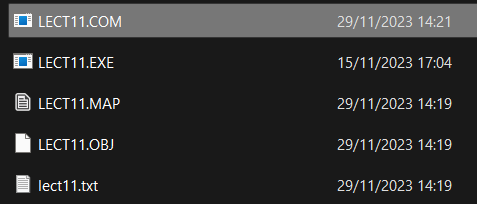 LECT11.COM 29/11/2023 14:21
LECT11.EXE 15/11/2023 17:04
LECT11.MAP 29/11/2023 14:19
LECT11.OBJ 29/11/2023 14:19
lect11.txt 29/11/2023 14:19